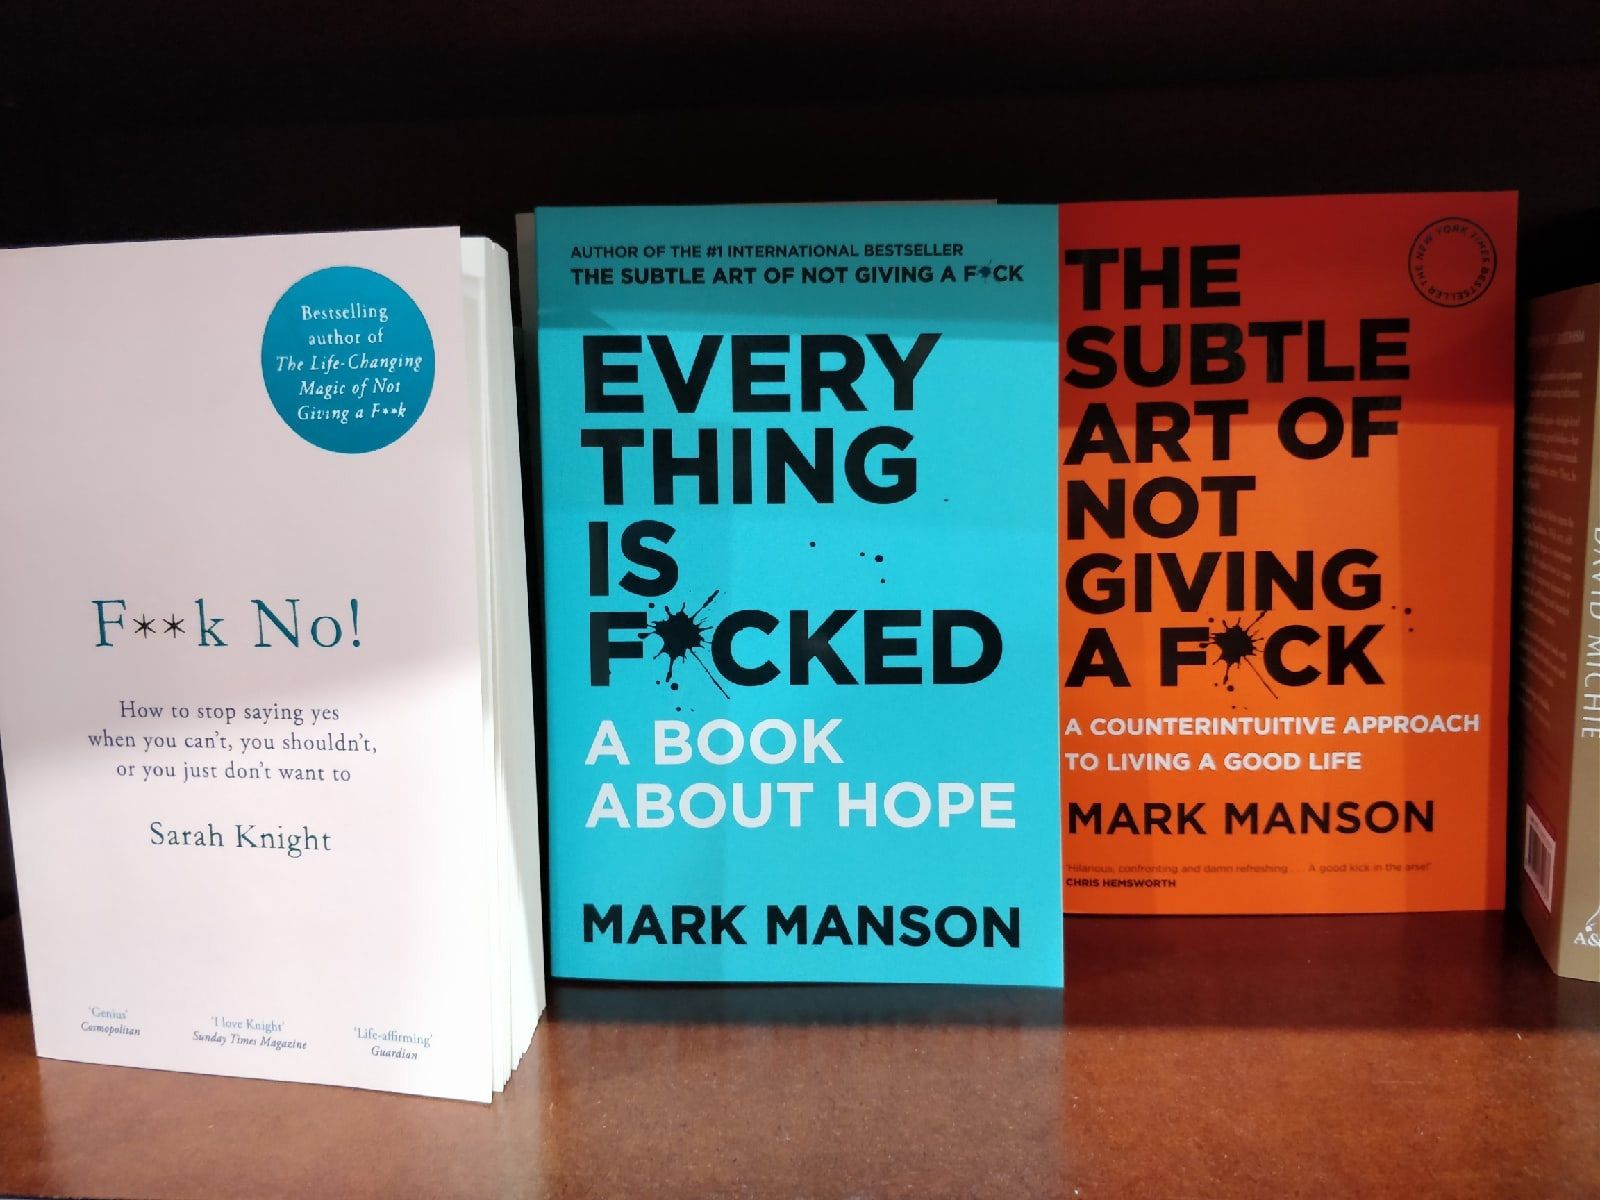 Bestselling
author of
The Life-Changing
Magic of Not
Giving a F**k
F**k No!
How to stop saying yes
when you can't, you shouldn't,
or you just don't want to
Sarah Knight
'Genius'
Cosmopolitan
'I love Knight'
Sunday Times Magazine
'Life-affirming'
Guardian
AUTHOR OF THE #1 INTERNATIONAL BESTSELLER
THE SUBTLE ART OF NOT GIVING A F*CK
EVERY
THING
IS
F*CKED
A BOOK
ABOUT HOPE
MARK MANSON
THE NEW YORK TIMES BESTSELLER
THE
SUBTLE
ART OF
NOT
GIVING
A F*CK
A COUNTERINTUITIVE APPROACH
TO LIVING A GOOD LIFE
MARK MANSON
"Hilarious, confronting and damn refreshing . . . A good kick in the arse!"
CHRIS HEMSWORTH
DAVID MICHIE
A&